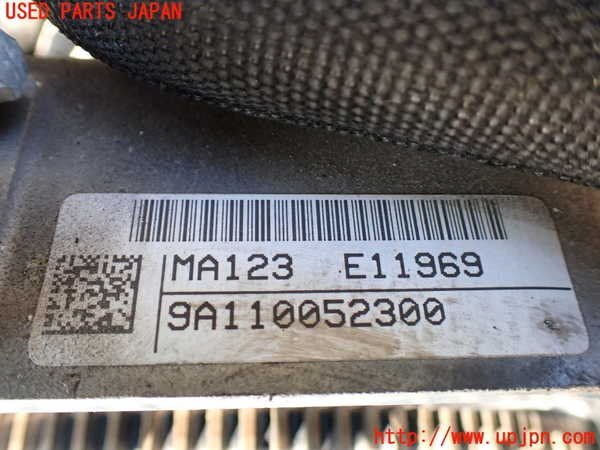 USED PARTS JAPAN
MA123 E11969
9A110052300
http://www.upjpn.com/